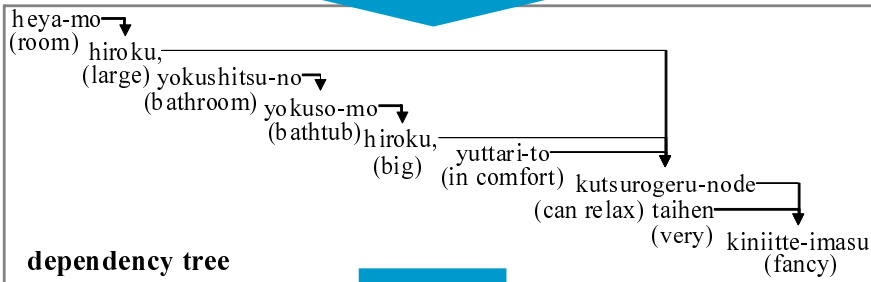 heya-mo
(room)
hiroku,
(large)
yokushitsu-no
(bathroom)
yokuso-mo
(bathtub)
hiroku,
(big)
yuttari-to
(in comfort)
kutsurogeru-node
(can relax)
taihen
(very)
kiniitte-imasu
(fancy)
dependency tree